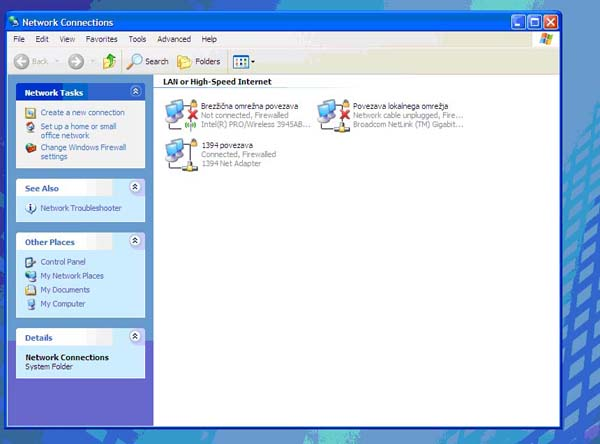 Network Connections
File Edit View Favorites Tools Advanced Help
Back Search Folders
Network Tasks
Create a new connection
Set up a home or small
office network
Change Windows Firewall
settings
See Also
Network Troubleshooter
Other Places
Control Panel
My Network Places
My Documents
My Computer
Details
Network Connections
System Folder
LAN or High-Speed Internet
Brezžična omrežna povezava
Not connected, Firewalled
Intel(R) PRO/Wireless 3945AB...
Povezava lokalnega omrežja
Network cable unplugged, Fire...
Broadcom NetLink (TM) Gigabit...
1394 povezava
Connected, Firewalled
1394 Net Adapter